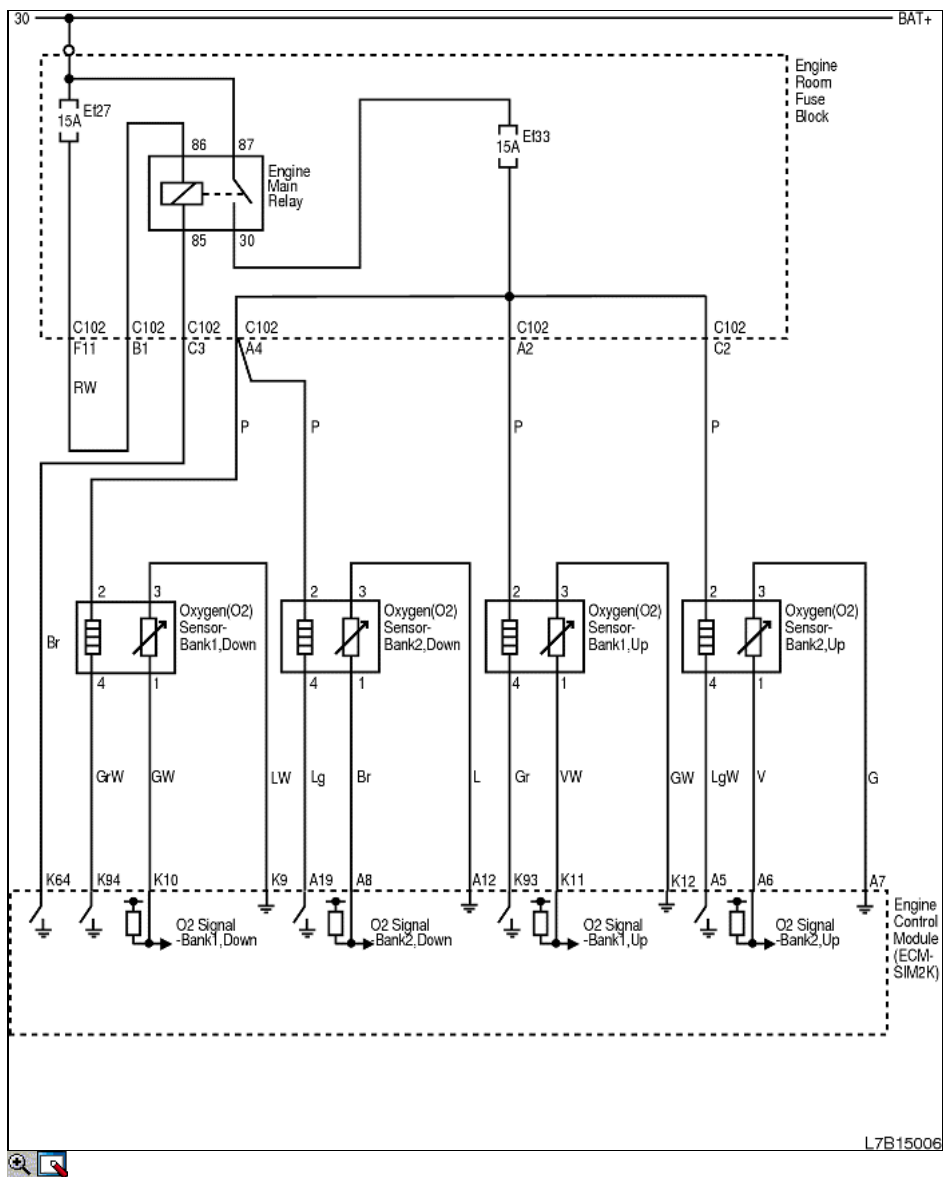 30
BAT+
Engine
Room
Fuse
Block
Ef27
15A
Ef33
15A
86
87
Engine
Main
Relay
85
30
C102
C102
C102
C102
C102
C102
F11
B1
C3
A4
A2
C2
RW
P
P
P
P
2
3
2
3
2
3
2
3
Oxygen(O2)
Sensor-
Bank1,Down
Oxygen(O2)
Sensor-
Bank2,Down
Oxygen(O2)
Sensor-
Bank1,Up
Oxygen(O2)
Sensor-
Bank2,Up
Br
4
1
4
1
4
1
4
1
GrW
GW
LW
Lg
Br
L
Gr
VW
GW
LgW
V
G
K64
K94
K10
K9
A19
A8
A12
K93
K11
K12
A5
A6
A7
O2 Signal
-Bank1,Down
O2 Signal
-Bank2,Down
O2 Signal
-Bank1,Up
O2 Signal
-Bank2,Up
Engine
Control
Module
(ECM-
SIM2K)
L7B15006